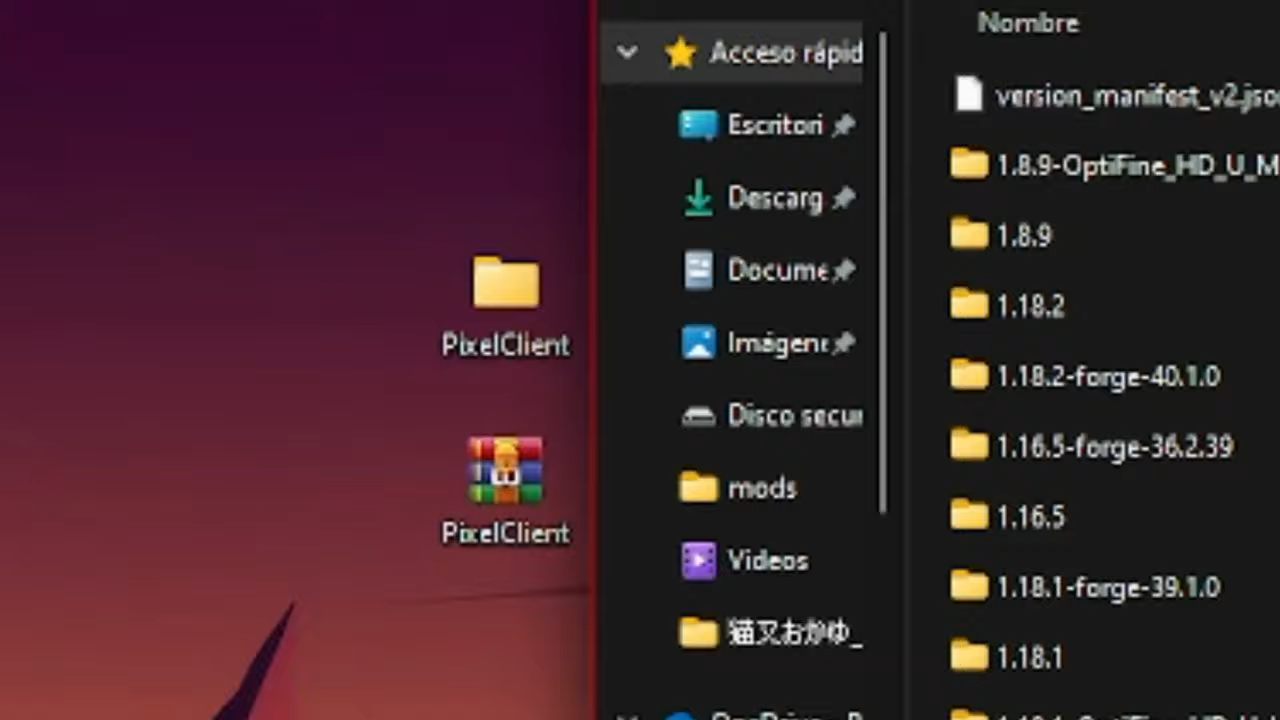 PixelClient
PixelClient
Acceso rápid
Escritori
Descarg
Docume
Imágene
Disco secur
mods
Videos
猫又おかゆ_
Nombre
version_manifest_v2.jso
1.8.9-OptiFine_HD_U_M
1.8.9
1.18.2
1.18.2-forge-40.1.0
1.16.5-forge-36.2.39
1.16.5
1.18.1-forge-39.1.0
1.18.1